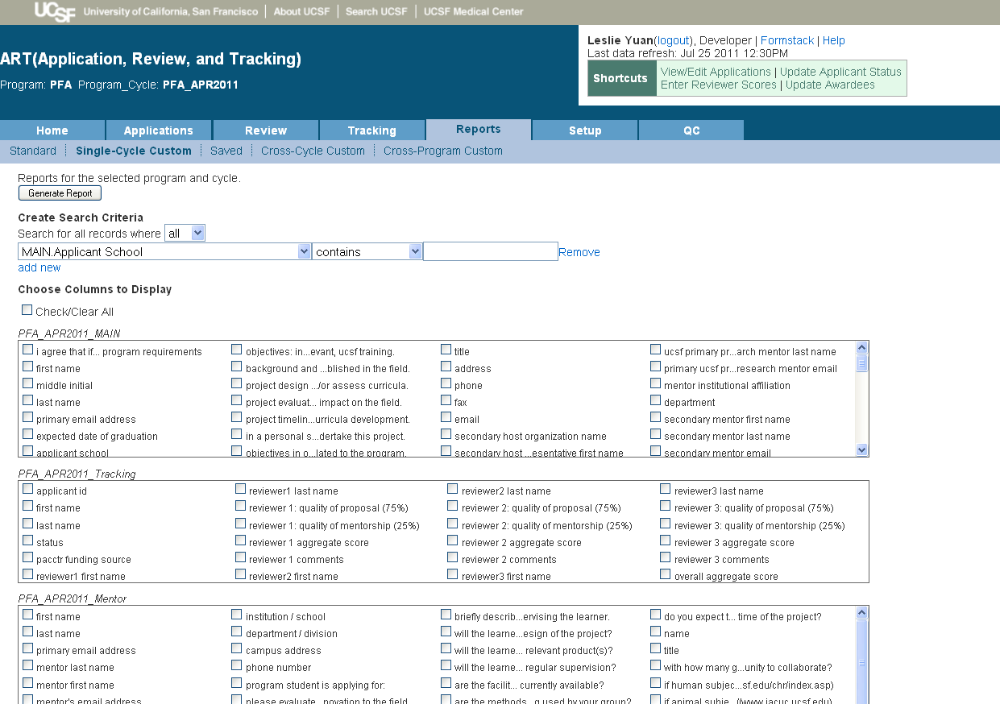 UCSF University of California, San Francisco | About UCSF | Search UCSF | UCSF Medical Center
Leslie Yuan(logout), Developer | Formstack | Help
Last data refresh: Jul 25 2011 12:30PM
ART(Application, Review, and Tracking)
Shortcuts
View/Edit Applications | Update Applicant Status
Enter Reviewer Scores | Update Awardees
Program: PFA Program_Cycle: PFA_APR2011
Home Applications Review Tracking Reports Setup QC
Standard Single-Cycle Custom Saved Cross-Cycle Custom Cross-Program Custom
Reports for the selected program and cycle.
Generate Report
Create Search Criteria
Search for all records where all
MAIN.Applicant School contains Remove
add new
Choose Columns to Display
Check/Clear All
PFA_APR2011_MAIN
i agree that if... program requirements objectives: in...evant, ucsf training. title ucsf primary pr...arch mentor last name
first name background and ...blished in the field. address primary ucsf pr...research mentor email
middle initial project design .../or assess curricula. phone mentor institutional affiliation
last name project evaluat... impact on the field. fax department
primary email address project timelin...urricula development. email secondary mentor first name
expected date of graduation in a personal s...dertake this project. secondary host organization name secondary mentor last name
applicant school objectives in o...lated to the program. secondary host ...esentative first name secondary mentor email
PFA_APR2011_Tracking
applicant id reviewer1 last name reviewer2 last name reviewer3 last name
first name reviewer 1: quality of proposal (75%) reviewer 2: quality of proposal (75%) reviewer 3: quality of proposal (75%)
last name reviewer 1: quality of mentorship (25%) reviewer 2: quality of mentorship (25%) reviewer 3: quality of mentorship (25%)
status reviewer 1 aggregate score reviewer 2 aggregate score reviewer 3 aggregate score
pacctr funding source reviewer 1 comments reviewer 2 comments reviewer 3 comments
reviewer1 first name reviewer2 first name reviewer3 first name overall aggregate score
PFA_APR2011_Mentor
first name institution / school briefly describ...ervising the learner. do you expect t... time of the project?
last name department / division will the learne...esign of the project? name
primary email address campus address will the learne... relevant product(s)? title
mentor last name phone number will the learne... regular supervision? with how many g...unity to collaborate?
mentor first name program student is applying for: are the facilit... currently available? if human subjec...sf.edu/chr/index.asp)
mentor's email address please evaluate...novation to the field. are the methods...g used by your group? if animal subje...((www.iacuc.ucsf.edu)